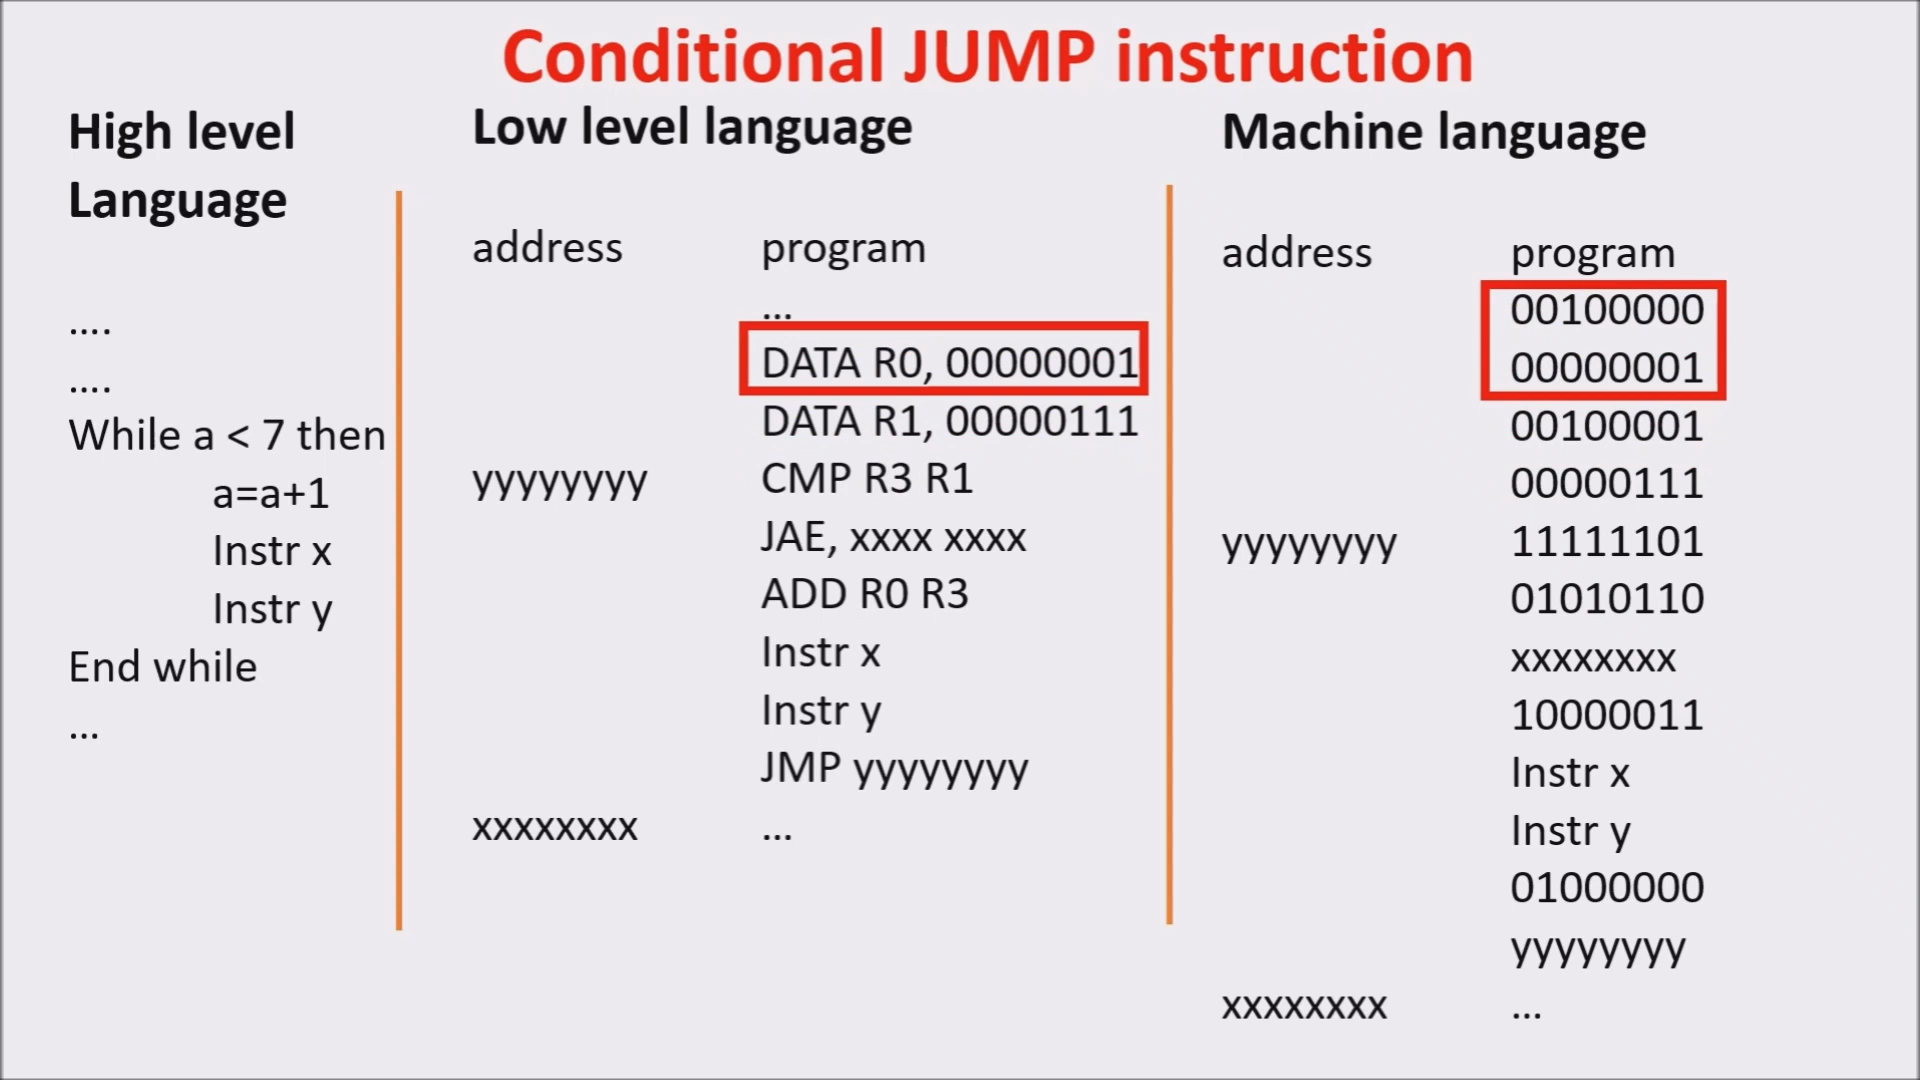 Conditional JUMP instruction
High level
Language
....
....
While a < 7 then
a=a+1
Instr x
Instr y
End while
...
Low level language
address program
...
DATA R0, 00000001
DATA R1, 00000111
yyyyyyyy CMP R3 R1
JAE, xxxx xxxx
ADD R0 R3
Instr x
Instr y
JMP yyyyyyyy
xxxxxxxx ...
Machine language
address program
00100000
00000001
00100001
00000111
yyyyyyyy 11111101
01010110
xxxxxxxx
10000011
Instr x
Instr y
01000000
yyyyyyyy
xxxxxxxx ...